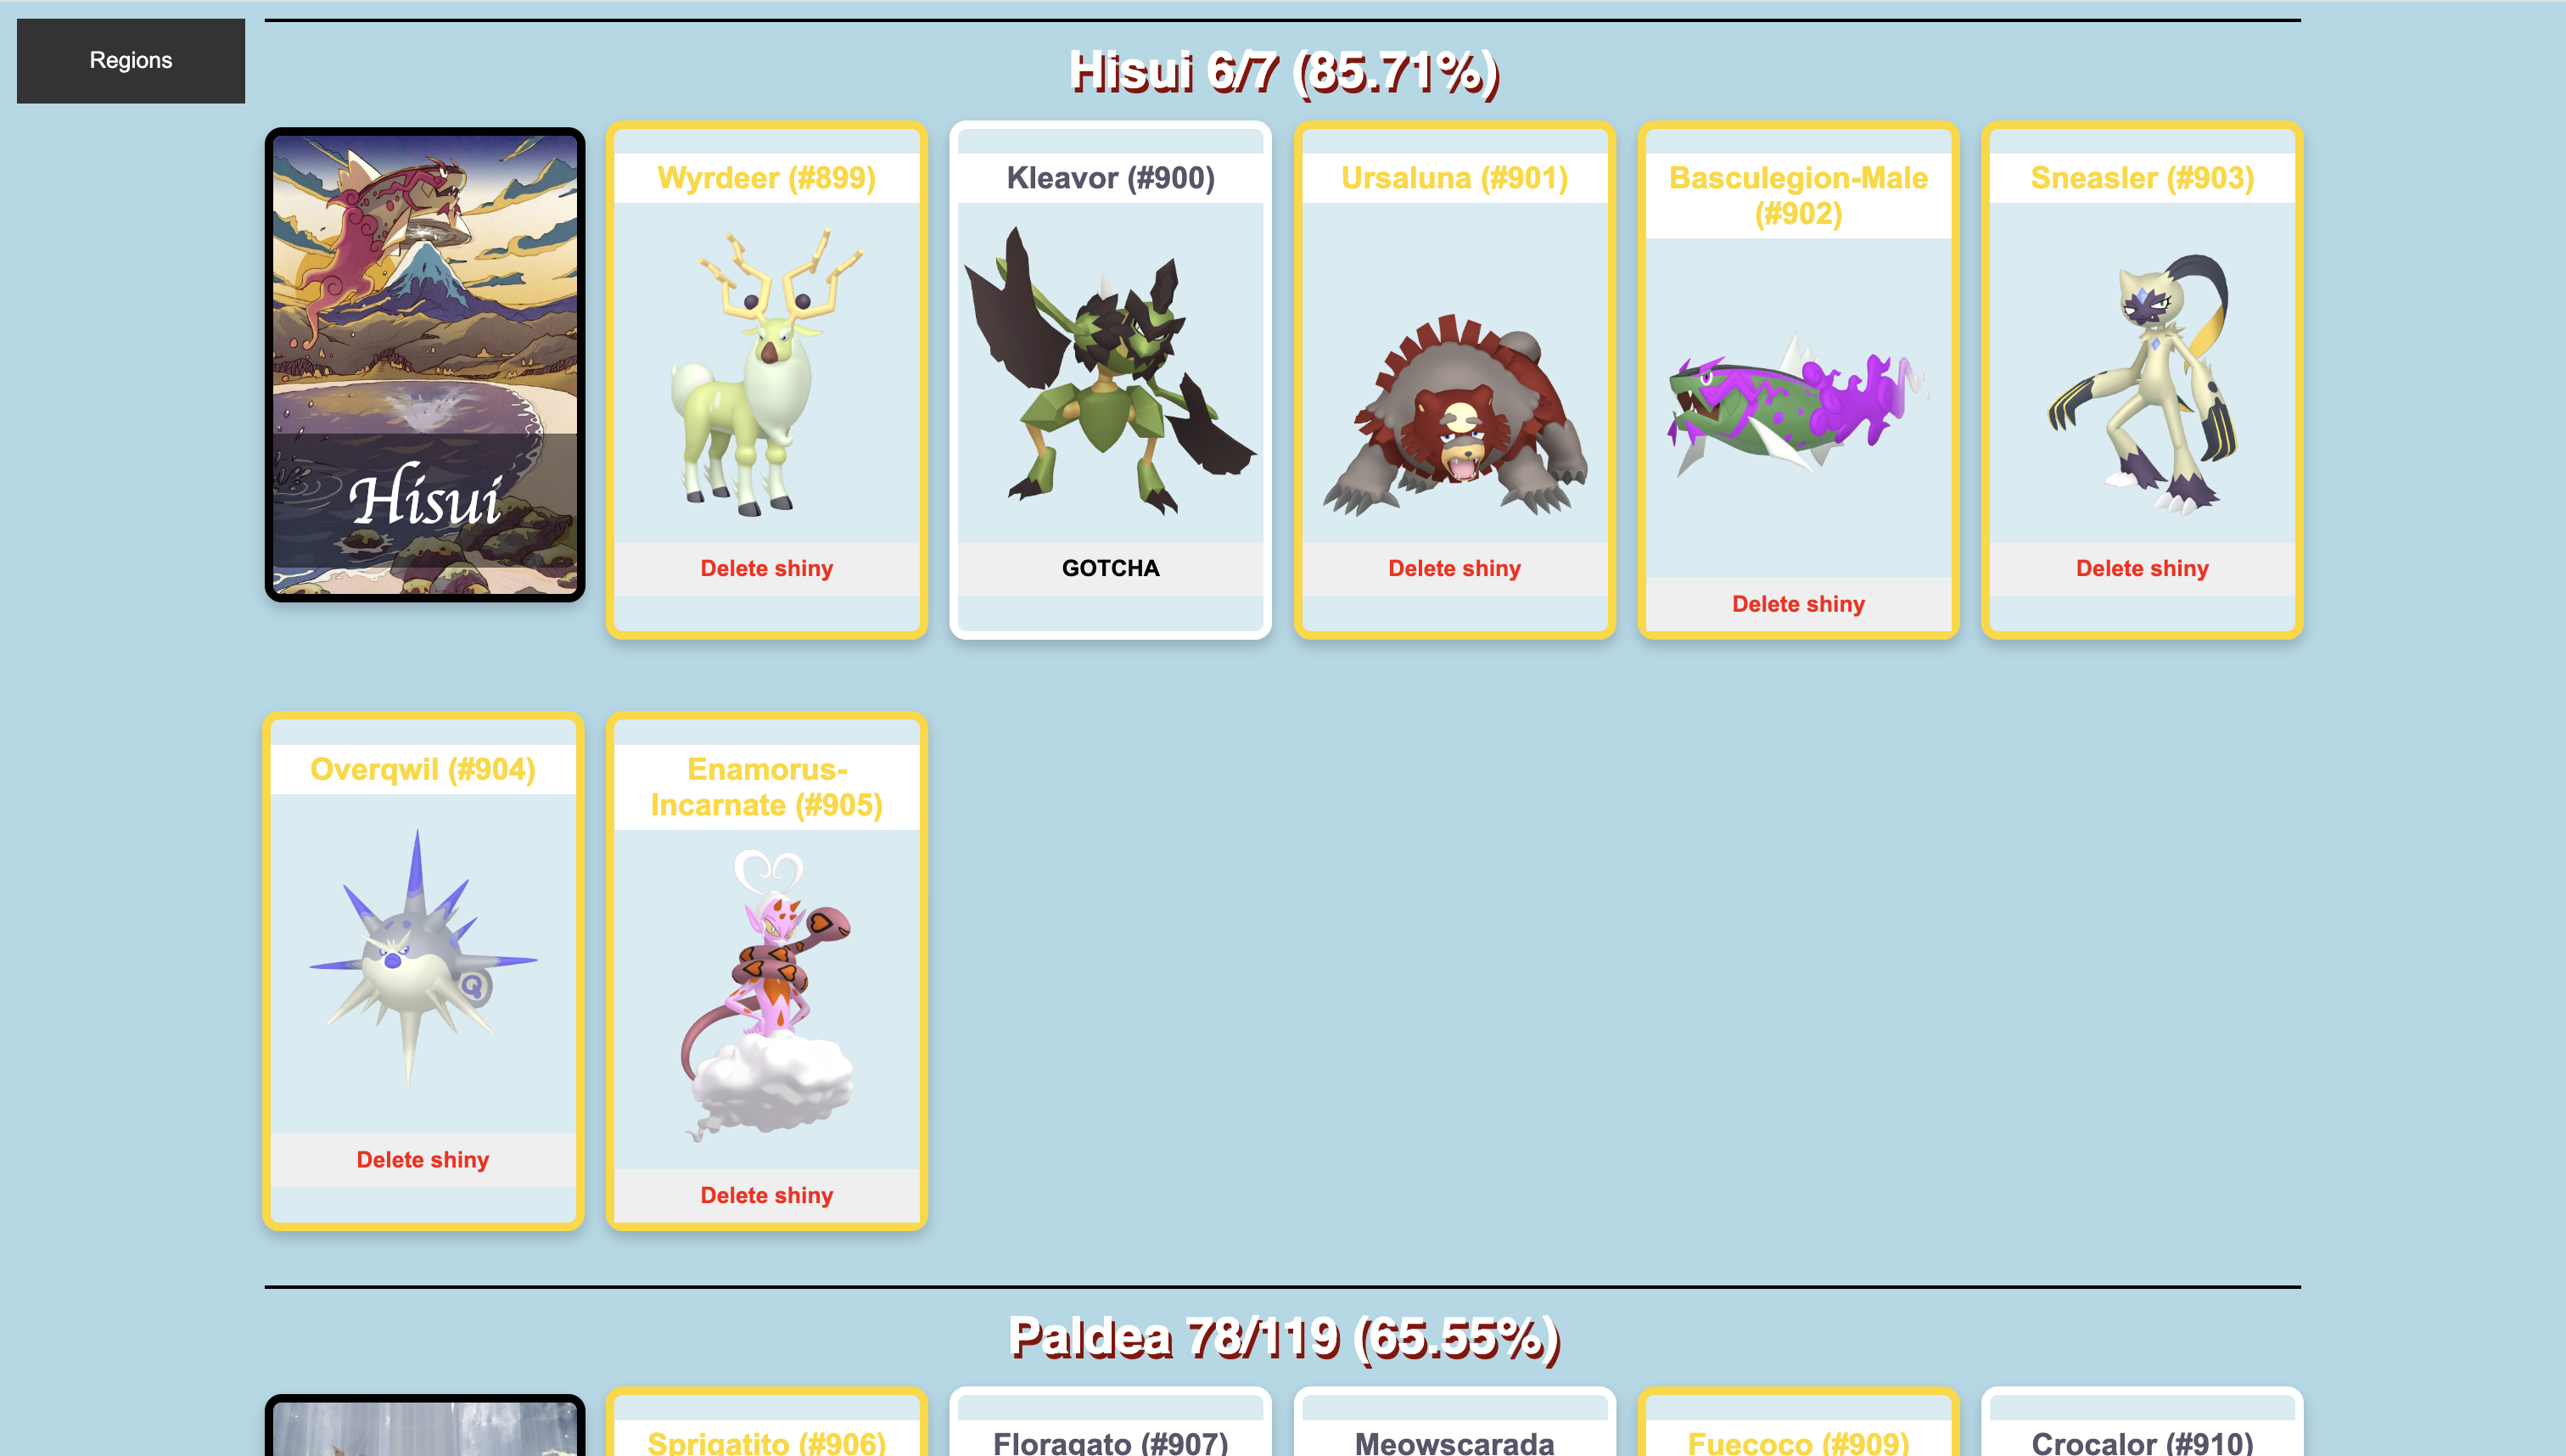 Regions
Hisui 6/7 (85.71%)
Hisui
Wyrdeer (#899)
Delete shiny
Kleavor (#900)
GOTCHA
Ursaluna (#901)
Delete shiny
Basculegion-Male
(#902)
Delete shiny
Sneasler (#903)
Delete shiny
Overqwil (#904)
Q
Delete shiny
Enamorus-
Incarnate (#905)
Delete shiny
Paldea 78/119 (65.55%)
Sprigatito (#906)
Floragato (#907)
Meowscarada
Fuecoco (#909)
Crocalor (#910)